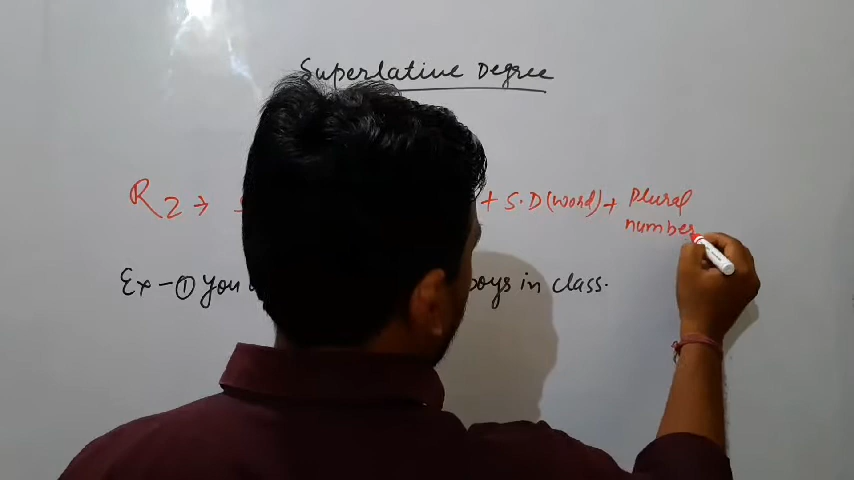 Superlative Degree
R2 → + S.D (word) + Plural
number
Ex - ① You boys in class.